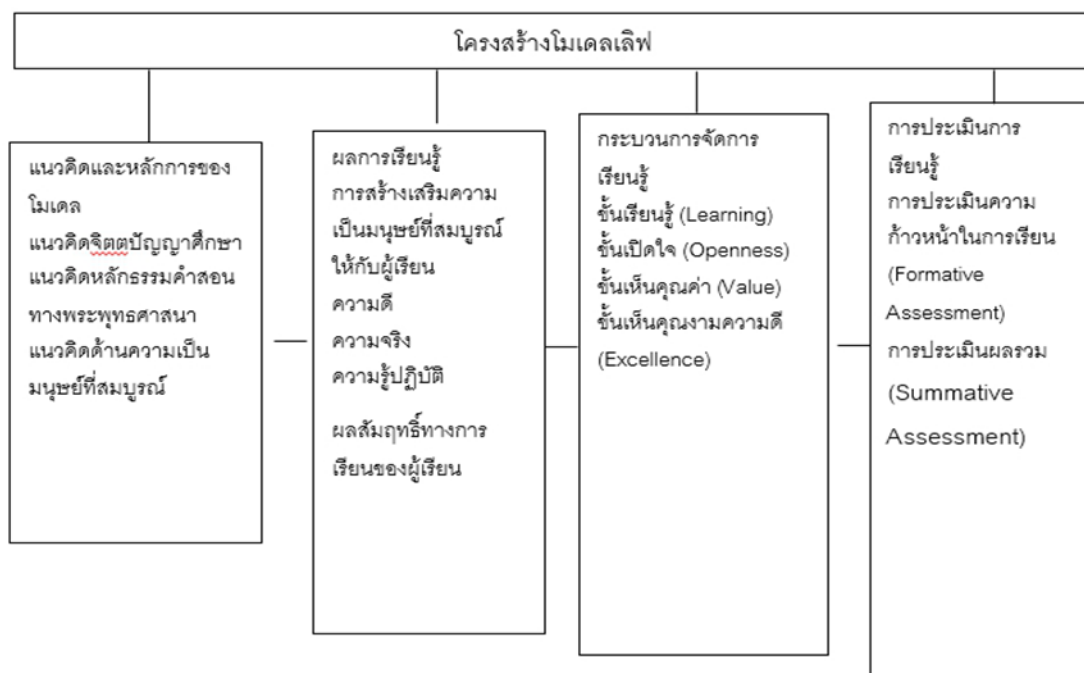 โครงสร้างโมเดลเลิฟ
แนวคิดและหลักการของ
โมเดล
แนวคิดจิตตปัญญาศึกษา
แนวคิดหลักธรรมคำสอน
ทางพระพุทธศาสนา
แนวคิดด้านความเป็น
มนุษย์ที่สมบูรณ์
ผลการเรียนรู้
การสร้างเสริมความ
เป็นมนุษย์ที่สมบูรณ์
ให้กับผู้เรียน
ความดี
ความจริง
ความรู้ปฏิบัติ
ผลสัมฤทธิ์ทางการ
เรียนของผู้เรียน
กระบวนการจัดการ
เรียนรู้
ขั้นเรียนรู้ (Learning)
ขั้นเปิดใจ (Openness)
ขั้นเห็นคุณค่า (Value)
ขั้นเห็นคุณงามความดี
(Excellence)
การประเมินการ
เรียนรู้
การประเมินความ
ก้าวหน้าในการเรียน
(Formative
Assessment)
การประเมินผลรวม
(Summative
Assessment)